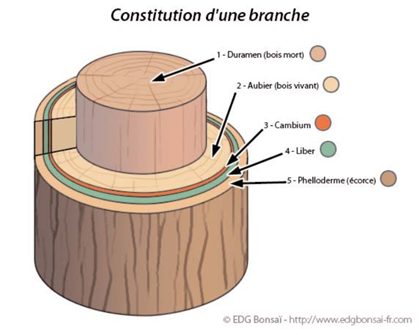 Constitution d'une branche
1 - Duramen (bois mort)
2 - Aubier (bois vivant)
3 - Cambium
4 - Liber
5 - Phelloderme (écorce)
© EDG Bonsaï - http://www.edgbonsai-fr.com